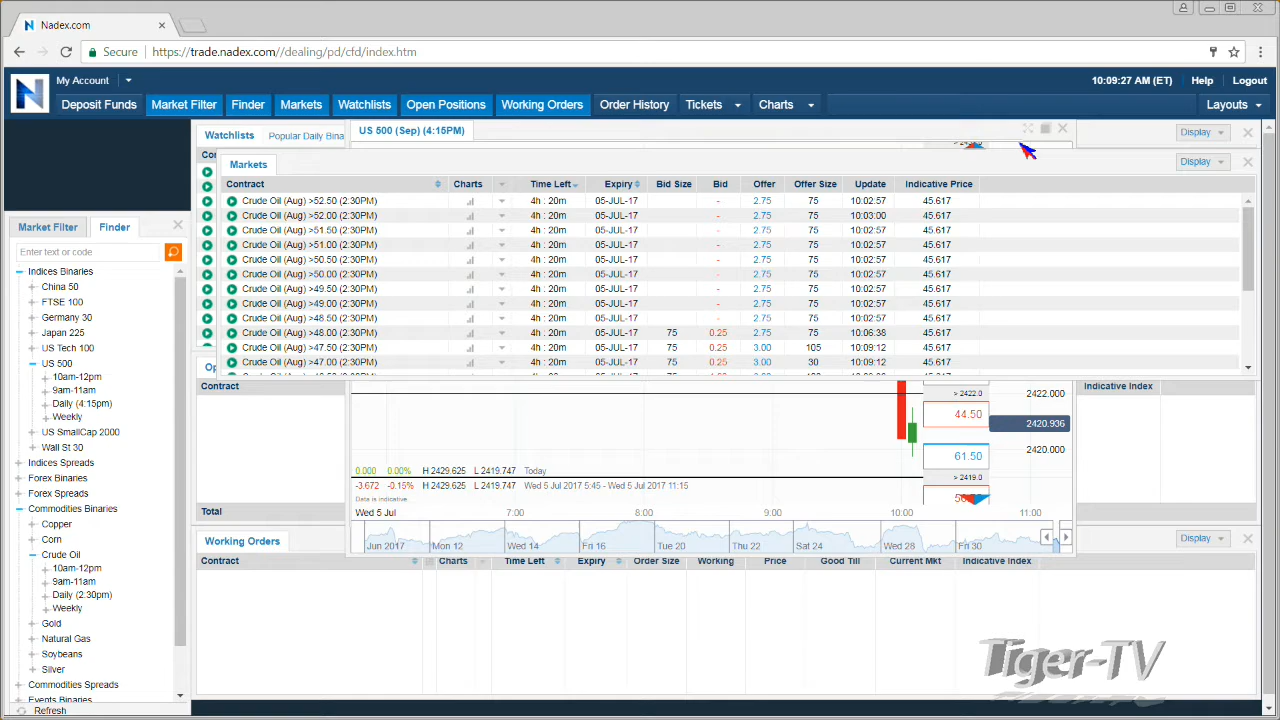 Nadex.com
Secure https://trade.nadex.com//dealing/pd/cfd/index.htm
My Account 10:09:27 AM (ET) Help Logout
Deposit Funds Market Filter Finder Markets Watchlists Open Positions Working Orders Order History Tickets Charts Layouts
Watchlists Popular Daily Bina US 500 (Sep) (4:15PM) Display
Markets Display
Contract Charts Time Left Expiry Bid Size Bid Offer Offer Size Update Indicative Price
Crude Oil (Aug) >52.50 (2:30PM) 4h : 20m 05-JUL-17 - 2.75 75 10:02:57 45.617
Crude Oil (Aug) >52.00 (2:30PM) 4h : 20m 05-JUL-17 - 2.75 75 10:03:00 45.617
Crude Oil (Aug) >51.50 (2:30PM) 4h : 20m 05-JUL-17 - 2.75 75 10:02:57 45.617
Crude Oil (Aug) >51.00 (2:30PM) 4h : 20m 05-JUL-17 - 2.75 75 10:02:57 45.617
Crude Oil (Aug) >50.50 (2:30PM) 4h : 20m 05-JUL-17 - 2.75 75 10:02:57 45.617
Crude Oil (Aug) >50.00 (2:30PM) 4h : 20m 05-JUL-17 - 2.75 75 10:02:57 45.617
Crude Oil (Aug) >49.00 (2:30PM) 4h : 20m 05-JUL-17 - 2.75 75 10:02:57 45.617
Crude Oil (Aug) >49.50 (2:30PM) 4h : 20m 05-JUL-17 - 2.75 75 10:02:57 45.617
Crude Oil (Aug) >48.50 (2:30PM) 4h : 20m 05-JUL-17 - 2.75 75 10:02:57 45.617
Crude Oil (Aug) >48.00 (2:30PM) 4h : 20m 05-JUL-17 75 0.25 2.75 75 10:06:38 45.617
Crude Oil (Aug) >47.50 (2:30PM) 4h : 20m 05-JUL-17 75 0.25 3.00 105 10:09:12 45.617
Crude Oil (Aug) >47.00 (2:30PM) 4h : 20m 05-JUL-17 75 0.25 3.00 30 10:09:12 45.617
Market Filter Finder
Enter text or code
Indices Binaries
China 50
FTSE 100
Germany 30
Japan 225
US Tech 100
US 500
10am-12pm
9am-11am
Daily (4:15pm)
Weekly
US SmallCap 2000
Wall St 30
Indices Spreads
Forex Binaries
Forex Spreads
Commodities Binaries
Copper
Corn
Crude Oil
10am-12pm
9am-11am
Daily (2:30pm)
Weekly
Gold
Natural Gas
Soybeans
Silver
Commodities Spreads
Events Binaries
Refresh
Contract Indicative Index
> 2422.0 2422.000
44.50 2420.936
61.50 2420.000
0.000 0.00% H 2429.625 L 2419.747 Today
> 2419.0
-3.672 -0.15% H 2429.625 L 2419.747 Wed 5 Jul 2017 5:45 - Wed 5 Jul 2017 11:15
Data is indicative
Wed 5 Jul 7:00 8:00 9:00 10:00 11:00
Jun 2017 Mon 12 Wed 14 Fri 16 Tue 20 Thu 22 Sat 24 Wed 28 Fri 30
Total
Working Orders Display
Contract Charts Time Left Expiry Order Size Working Price Good Till Current Mkt Indicative Index
Tiger-TV